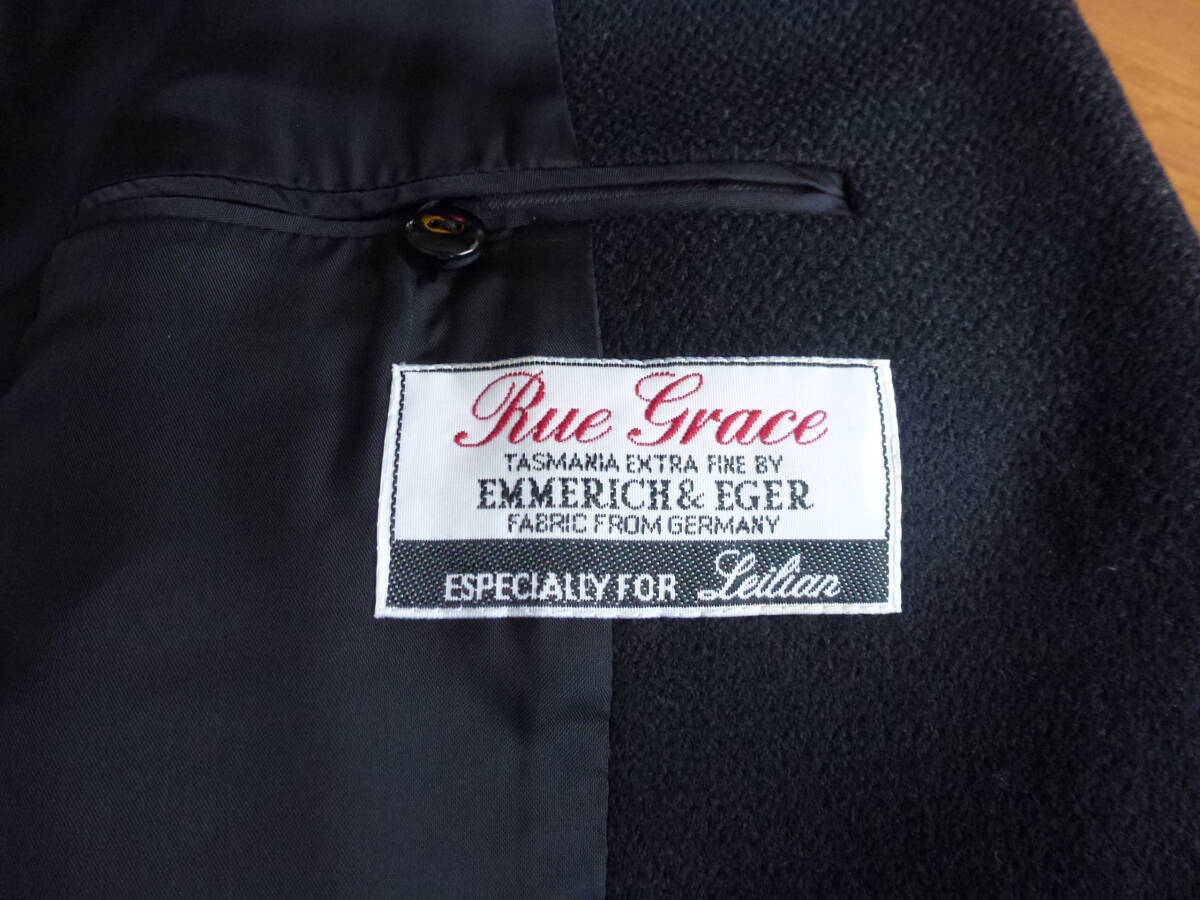 Rue Grace
TASMANIA EXTRA FINE BY
EMMERICH & EGER
FABRIC FROM GERMANY
ESPECIALLY FOR Leilian